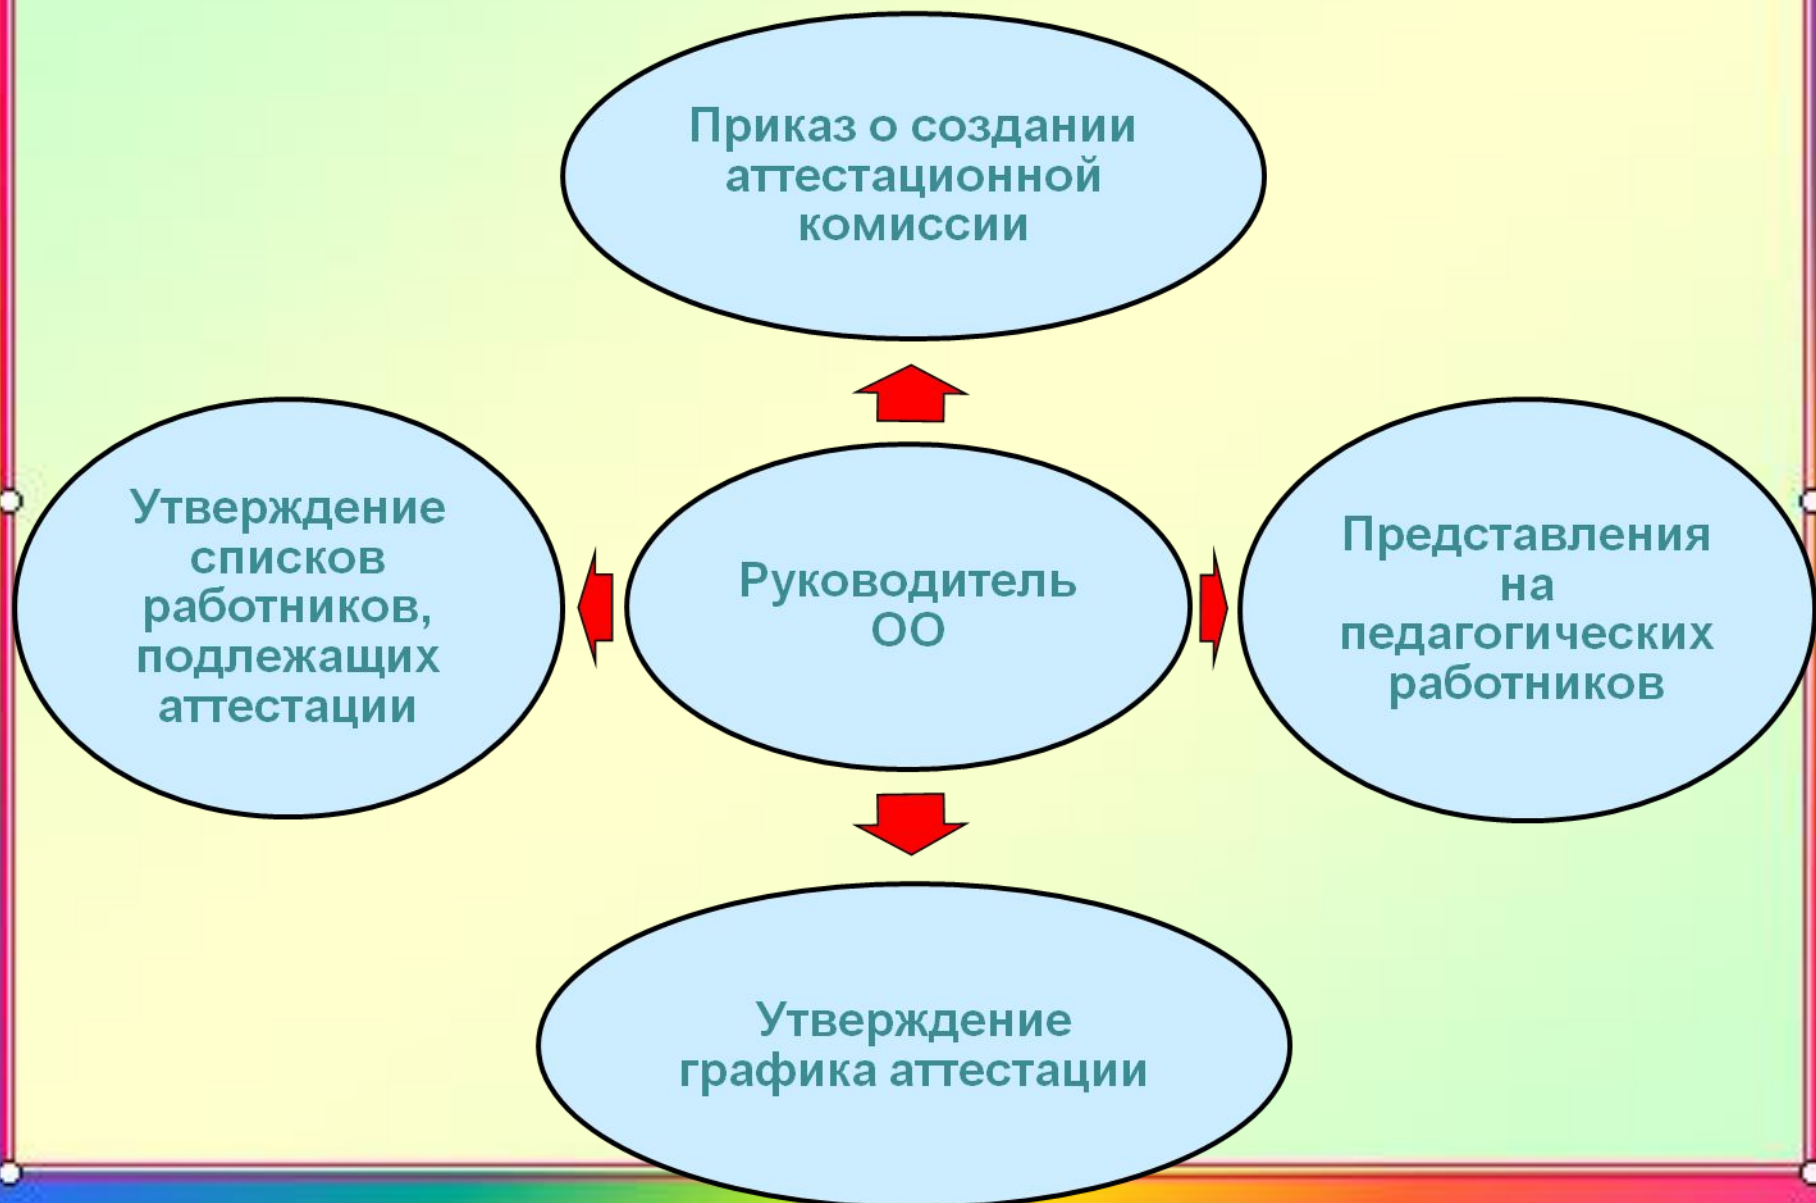 Приказ о создании
аттестационной
комиссии
Утверждение
списков
работников,
подлежащих
аттестации
Руководитель
ОО
Представления
на
педагогических
работников
Утверждение
графика аттестации